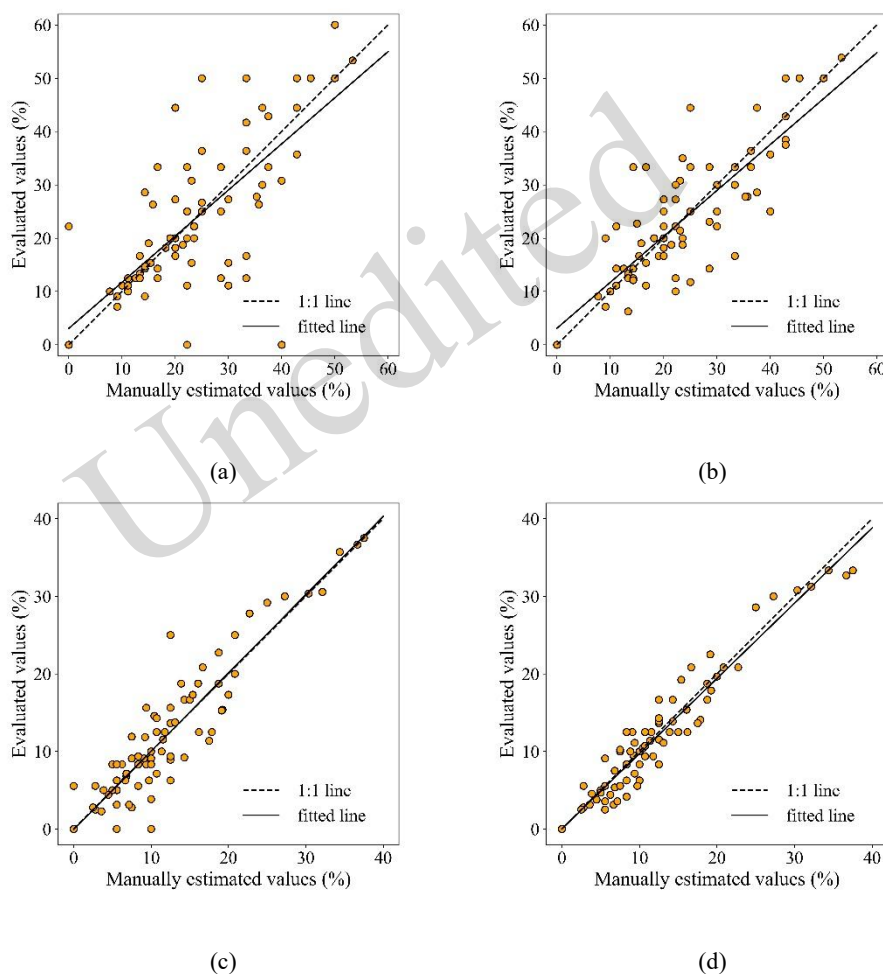 60
50
40
30
20
10
0
Evaluated values (%)
1:1 line
fitted line
0 10 20 30 40 50 60
Manually estimated values (%)
(a)
60
50
40
30
20
10
0
Evaluated values (%)
1:1 line
fitted line
0 10 20 30 40 50 60
Manually estimated values (%)
(b)
Unedited
40
30
20
10
0
Evaluated values (%)
1:1 line
fitted line
0 10 20 30 40
Manually estimated values (%)
(c)
40
30
20
10
0
Evaluated values (%)
1:1 line
fitted line
0 10 20 30 40
Manually estimated values (%)
(d)